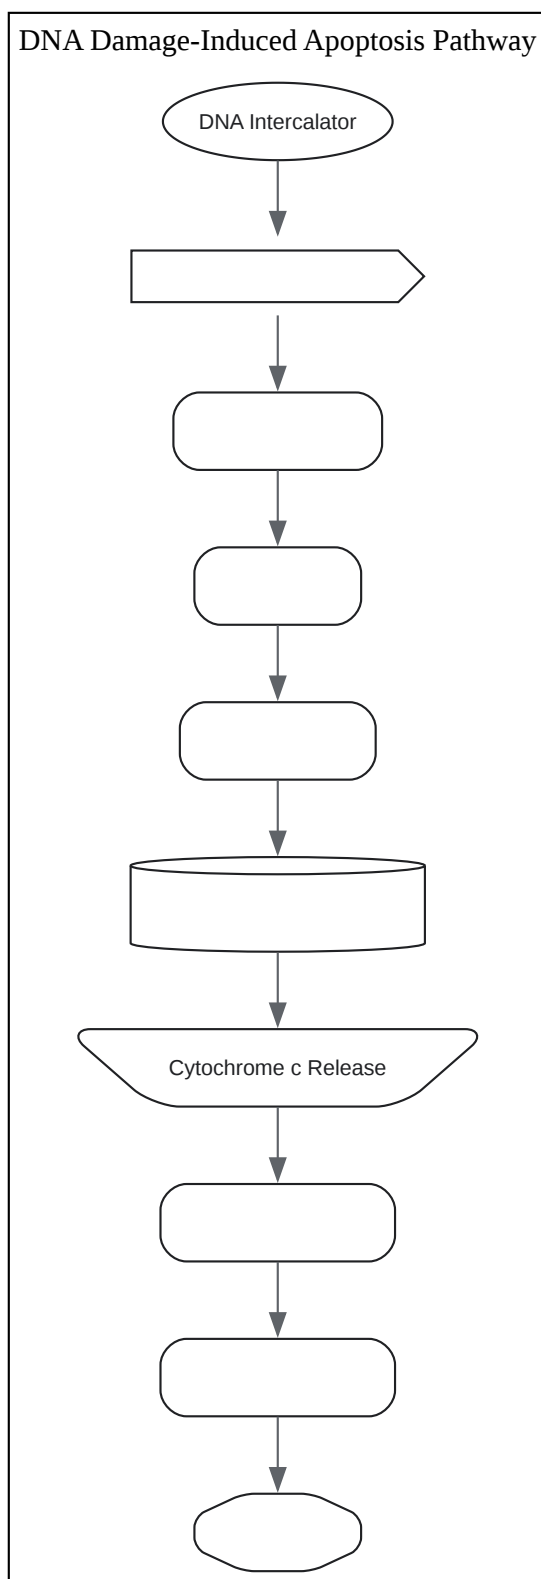 DNA Damage-Induced Apoptosis Pathway
DNA Intercalator
Cytochrome c Release